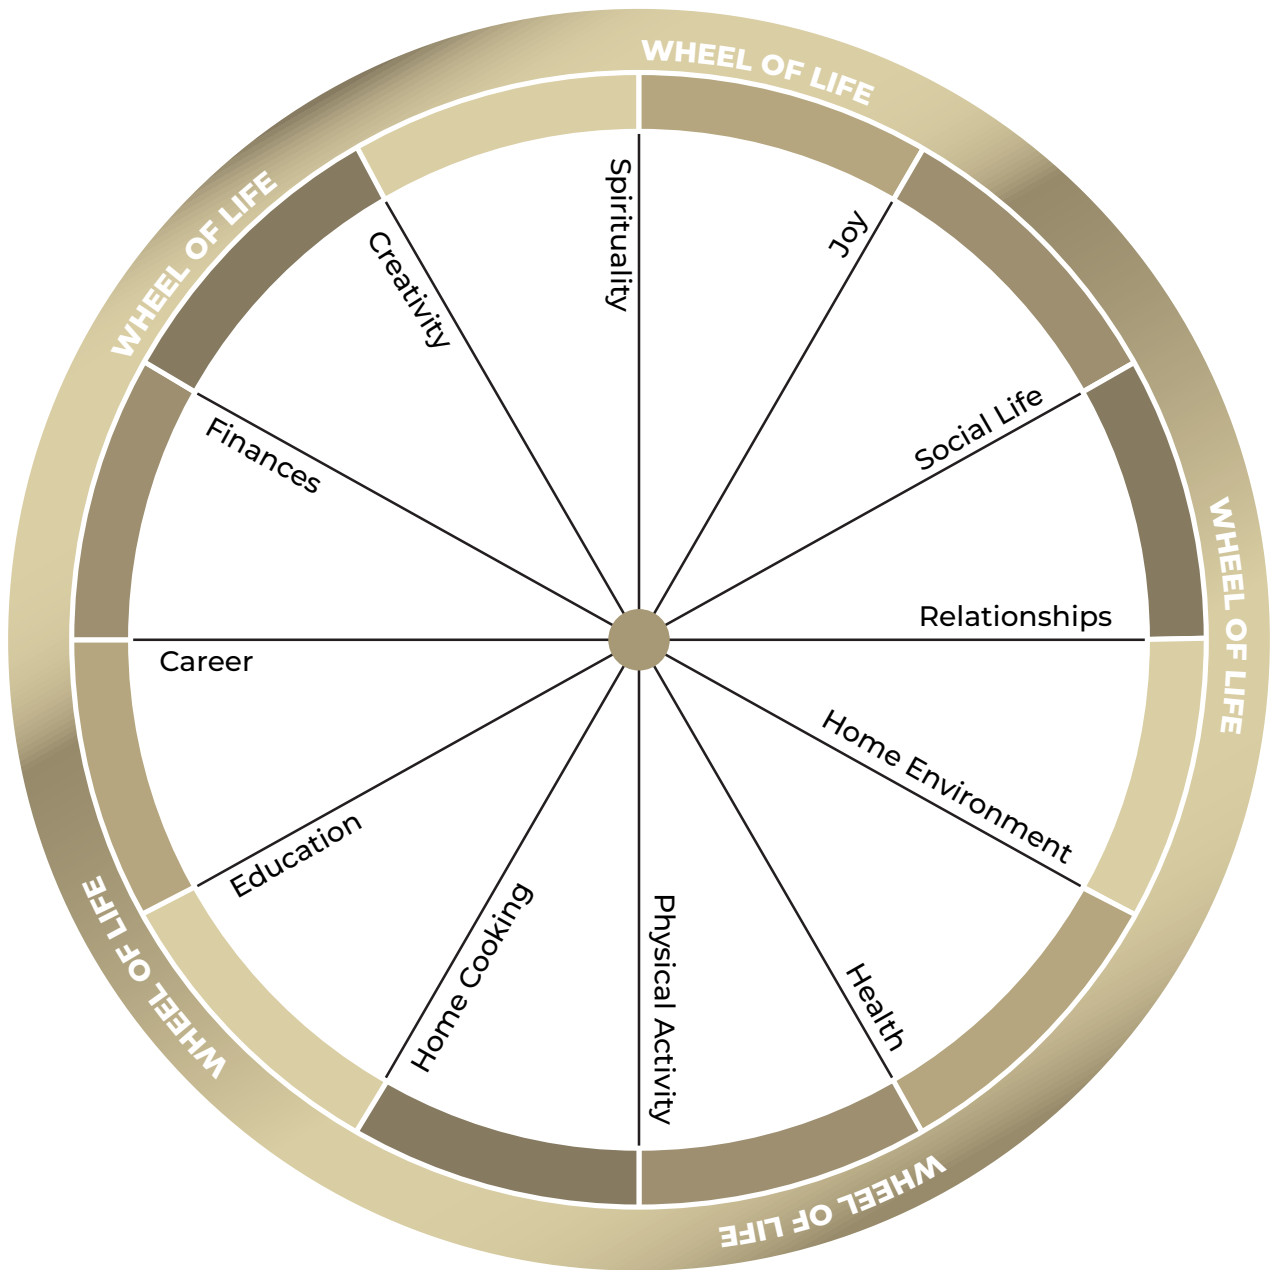 WHEEL OF LIFE
Spirituality
Joy
Social Life
Relationships
Home Environment
Health
Physical Activity
Home Cooking
Education
Career
Finances
Creativity
WHEEL OF LIFE
WHEEL OF LIFE
WHEEL OF LIFE
WHEEL OF LIFE